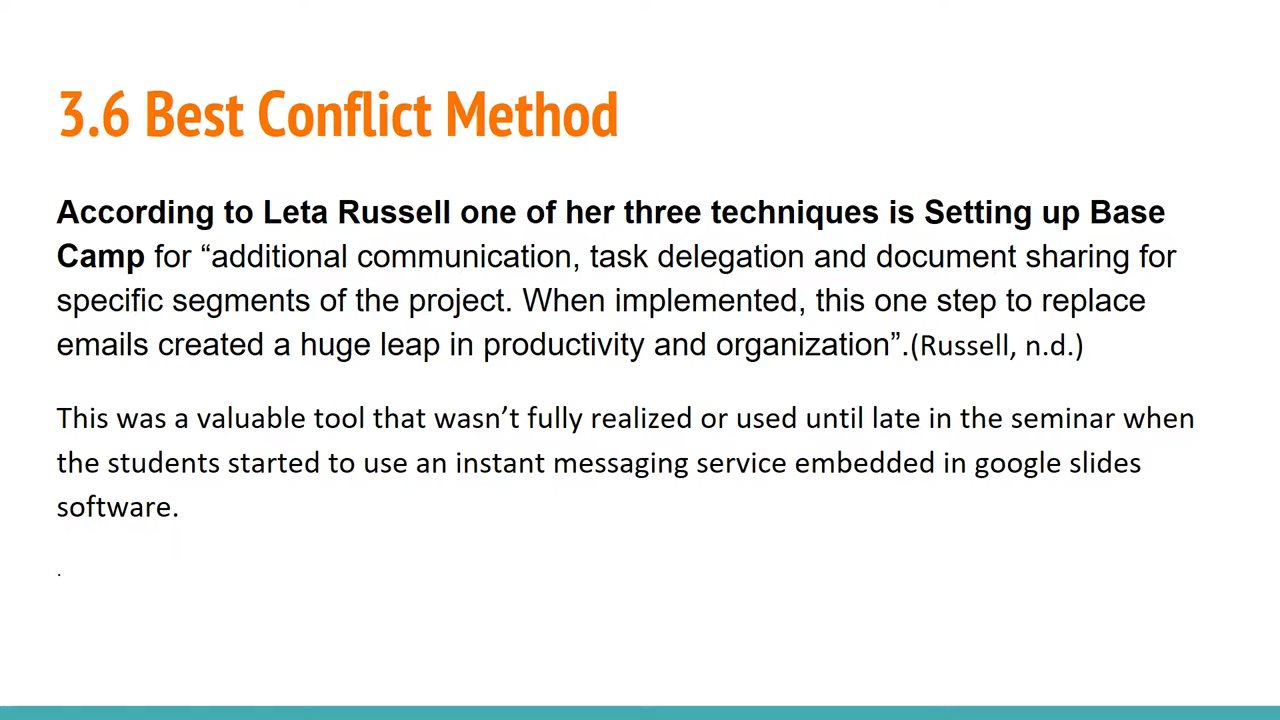 3.6 Best Conflict Method
According to Leta Russell one of her three techniques is Setting up Base
Camp for “additional communication, task delegation and document sharing for
specific segments of the project. When implemented, this one step to replace
emails created a huge leap in productivity and organization”.(Russell, n.d.)
This was a valuable tool that wasn’t fully realized or used until late in the seminar when
the students started to use an instant messaging service embedded in google slides
software.
.